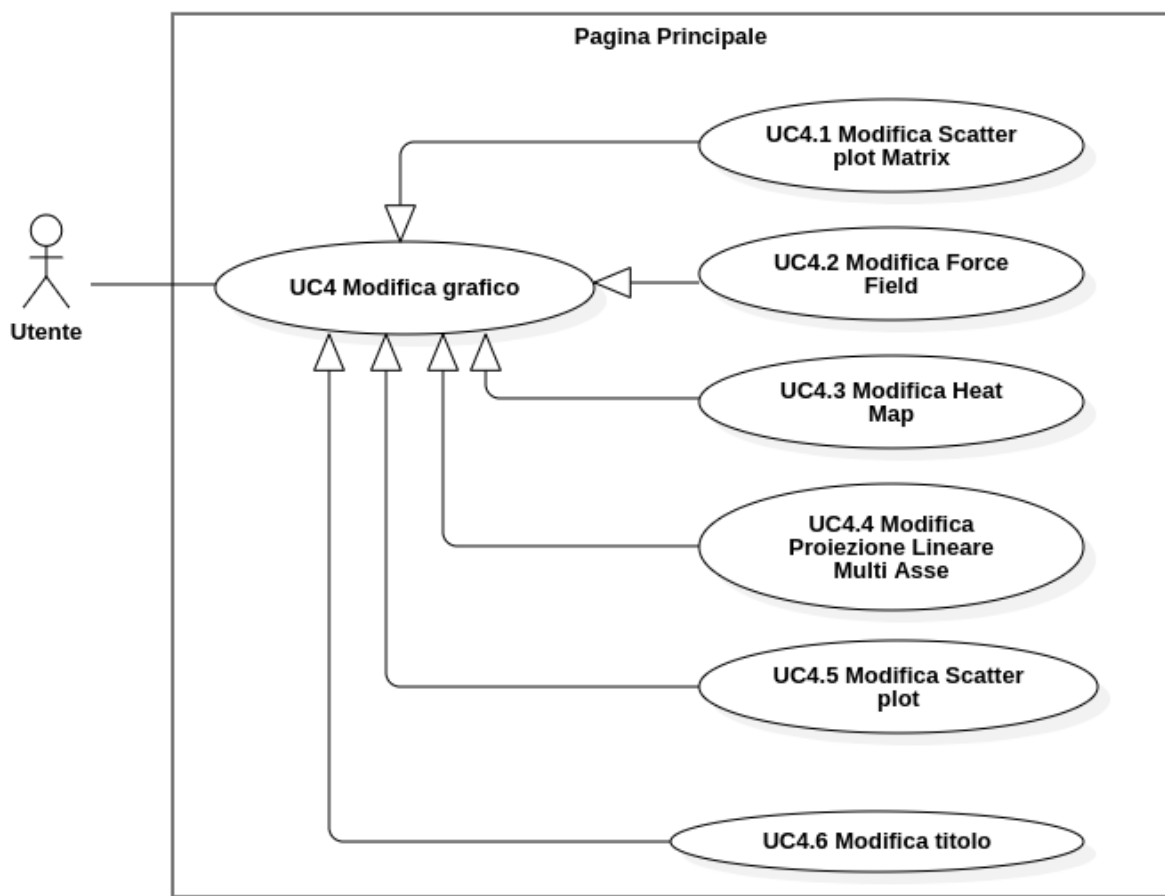 Pagina Principale
UC4.1 Modifica Scatter
plot Matrix
UC4.2 Modifica Force
Field
UC4 Modifica grafico
Utente
UC4.3 Modifica Heat
Map
UC4.4 Modifica
Proiezione Lineare
Multi Asse
UC4.5 Modifica Scatter
plot
UC4.6 Modifica titolo